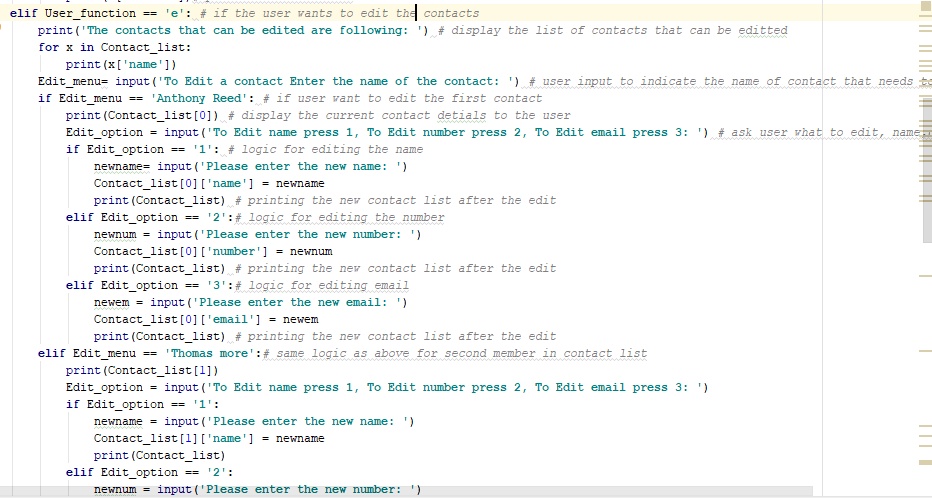 elif User_function == 'e': # if the user wants to edit the contacts
print('The contacts that can be edited are following: ') # display the list of contacts that can be editted
for x in Contact_list:
print(x['name'])
Edit_menu= input('To Edit a contact Enter the name of the contact: ') # user input to indicate the name of contact that needs to
if Edit_menu == 'Anthony Reed': # if user want to edit the first contact
print(Contact_list[0]) # display the current contact detials to the user
Edit_option = input('To Edit name press 1, To Edit number press 2, To Edit email press 3: ') # ask user what to edit, name,
if Edit_option == '1': # logic for editing the name
newname= input('Please enter the new name: ')
Contact_list[0]['name'] = newname
print(Contact_list) # printing the new contact list after the edit
elif Edit_option == '2':# logic for editing the number
newnum = input('Please enter the new number: ')
Contact_list[0]['number'] = newnum
print(Contact_list) # printing the new contact list after the edit
elif Edit_option == '3':# logic for editing email
newem = input('Please enter the new email: ')
Contact_list[0]['email'] = newem
print(Contact_list) # printing the new contact list after the edit
elif Edit_menu == 'Thomas more':# same logic as above for second member in contact list
print(Contact_list[1])
Edit_option = input('To Edit name press 1, To Edit number press 2, To Edit email press 3: ')
if Edit_option == '1':
newname = input('Please enter the new name: ')
Contact_list[1]['name'] = newname
print(Contact_list)
elif Edit_option == '2':
newnum = input('Please enter the new number: ')